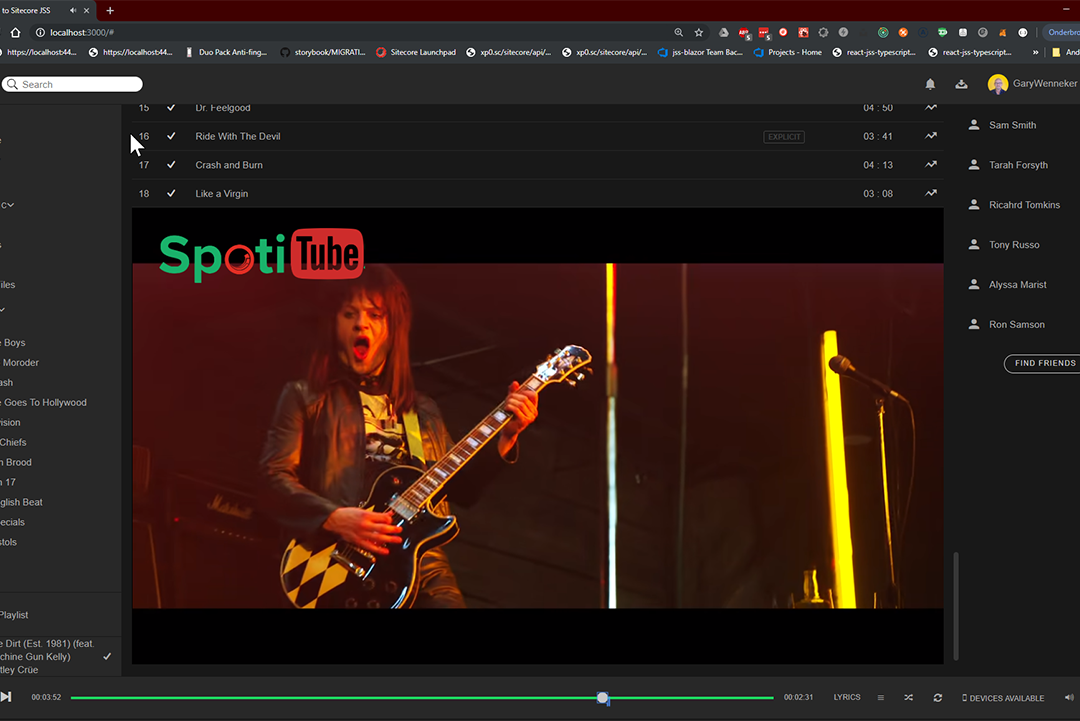 to Sitecore JSS
localhost:3000/#
https://localhost44... https://localhost44... Duo Pack Anti-fing... storybook/MIGRATI... Sitecore Launchpad xp0.sc/sitecore/api/... xp0.sc/sitecore/api/... jss-blazor Team Bac... Projects - Home react-jss-typescript... react-jss-typescript... » And
Onderbro
Search
GaryWenneker
15 Dr. Feelgood 04 : 50
16 Ride With The Devil EXPLICIT 03 : 41
17 Crash and Burn 04 : 13
18 Like a Virgin 03 : 08
SpotiTube
c
iles
e Boys
Moroder
ash
e Goes To Hollywood
ision
Chiefs
n Brood
n 17
glish Beat
ecials
stols
Playlist
e Dirt (Est. 1981) (feat.
chine Gun Kelly)
tley Crüe
Sam Smith
Tarah Forsyth
Ricahrd Tomkins
Tony Russo
Alyssa Marist
Ron Samson
FIND FRIENDS
00:03:52 00:02:31 LYRICS DEVICES AVAILABLE